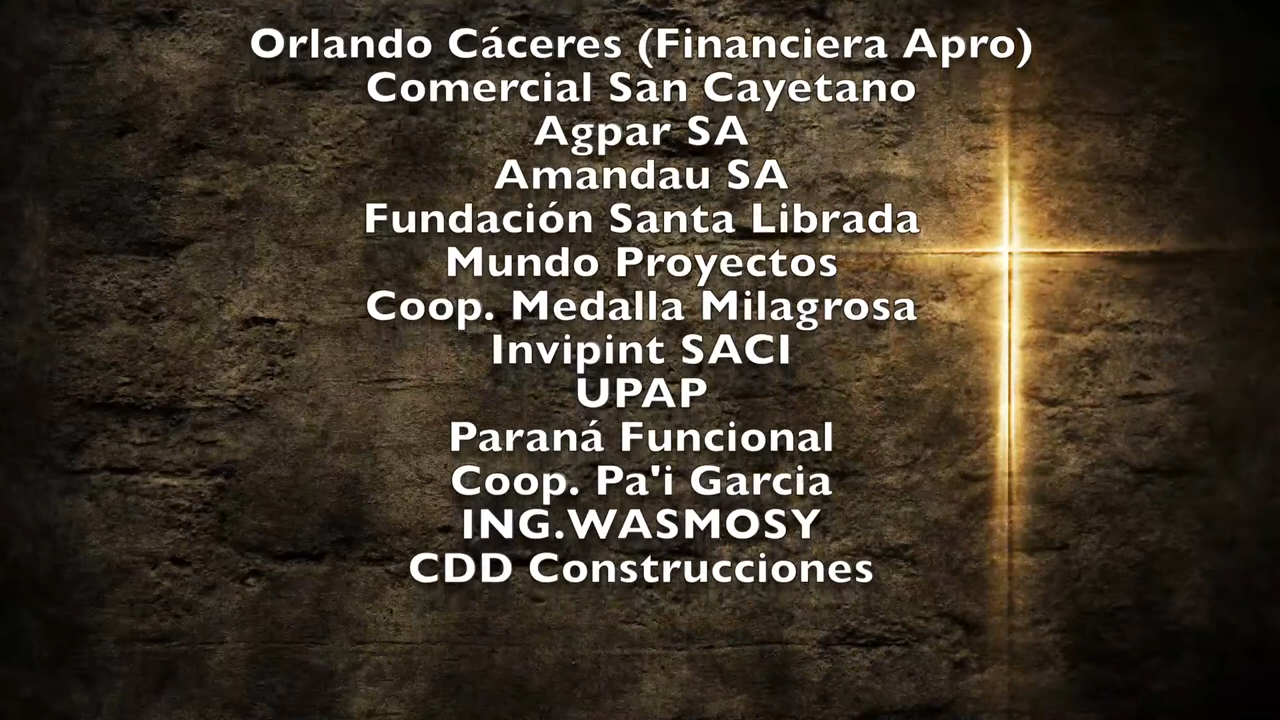 Orlando Cáceres (Financiera Apro)
Comercial San Cayetano
Agpar SA
Amandau SA
Fundación Santa Librada
Mundo Proyectos
Coop. Medalla Milagrosa
Invipint SACI
UPAP
Paraná Funcional
Coop. Pa'i Garcia
ING.WASMOSY
CDD Construcciones